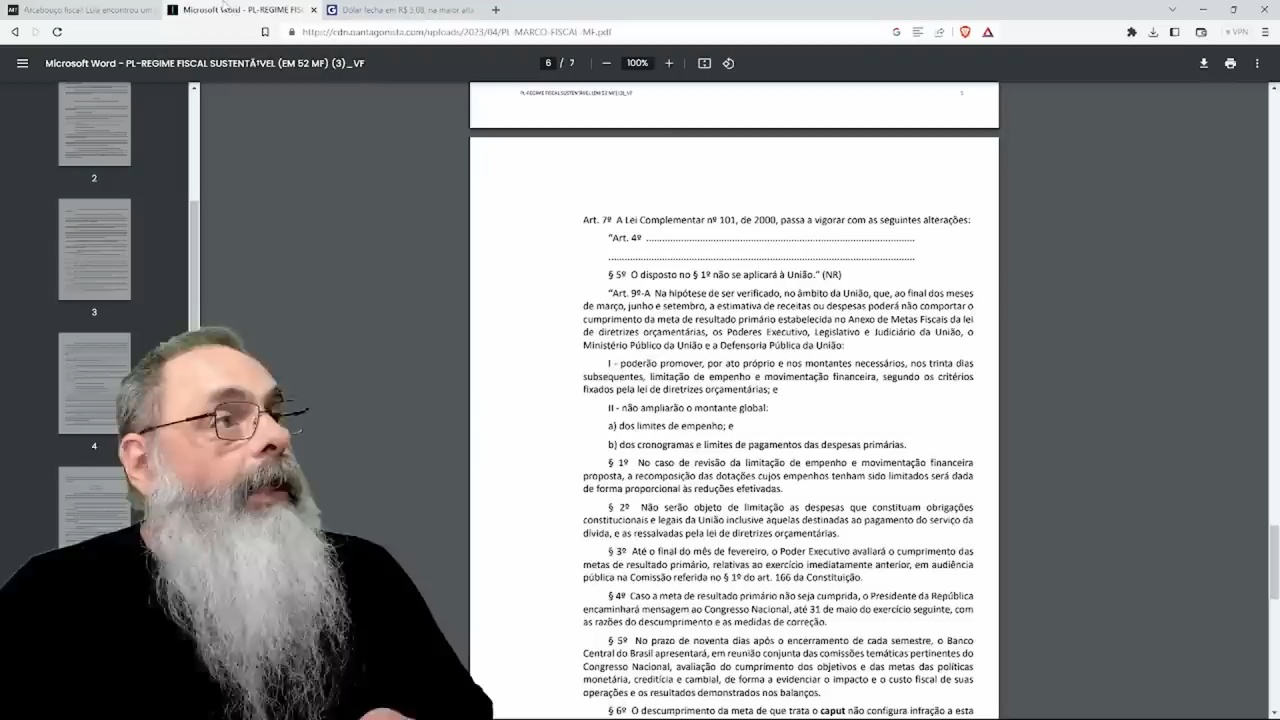 Arcabouço fiscal: Lula encontrou um
Microsoft Word - PL-REGIME FIS
Dólar fecha em R$ 5,08, na maior alta
https://cdn.oantagonista.com/uploads/2023/04/PL-MARCO-FISCAL-MF.pdf
VPN
Microsoft Word - PL-REGIME FISCAL SUSTENTÃ¡VEL (EM 52 MF) (3)_VF
6 / 7
100%
2
3
4
PL-REGIME FISCAL SUSTENTÁVEL (EM 52 MF) (3)_VF
5
Art. 7º A Lei Complementar nº 101, de 2000, passa a vigorar com as seguintes alterações:
“Art. 4º ........................................................................................................
....................................................................................................................
§ 5º O disposto no § 1º não se aplicará à União.” (NR)
“Art. 9º-A Na hipótese de ser verificado, no âmbito da União, que, ao final dos meses
de março, junho e setembro, a estimativa de receitas ou despesas poderá não comportar o
cumprimento da meta de resultado primário estabelecida no Anexo de Metas Fiscais da lei
de diretrizes orçamentárias, os Poderes Executivo, Legislativo e Judiciário da União, o
Ministério Público da União e a Defensoria Pública da União:
I - poderão promover, por ato próprio e nos montantes necessários, nos trinta dias
subsequentes, limitação de empenho e movimentação financeira, segundo os critérios
fixados pela lei de diretrizes orçamentárias; e
II - não ampliarão o montante global:
a) dos limites de empenho; e
b) dos cronogramas e limites de pagamentos das despesas primárias.
§ 1º No caso de revisão da limitação de empenho e movimentação financeira
proposta, a recomposição das dotações cujos empenhos tenham sido limitados será dada
de forma proporcional às reduções efetivadas.
§ 2º Não serão objeto de limitação as despesas que constituam obrigações
constitucionais e legais da União inclusive aquelas destinadas ao pagamento do serviço da
dívida, e as ressalvadas pela lei de diretrizes orçamentárias.
§ 3º Até o final do mês de fevereiro, o Poder Executivo avaliará o cumprimento das
metas de resultado primário, relativas ao exercício imediatamente anterior, em audiência
pública na Comissão referida no § 1º do art. 166 da Constituição.
§ 4º Caso a meta de resultado primário não seja cumprida, o Presidente da República
encaminhará mensagem ao Congresso Nacional, até 31 de maio do exercício seguinte, com
as razões do descumprimento e as medidas de correção.
§ 5º No prazo de noventa dias após o encerramento de cada semestre, o Banco
Central do Brasil apresentará, em reunião conjunta das comissões temáticas pertinentes do
Congresso Nacional, avaliação do cumprimento dos objetivos e das metas das políticas
monetária, creditícia e cambial, de forma a evidenciar o impacto e o custo fiscal de suas
operações e os resultados demonstrados nos balanços.
§ 6º O descumprimento da meta de que trata o caput não configura infração a esta